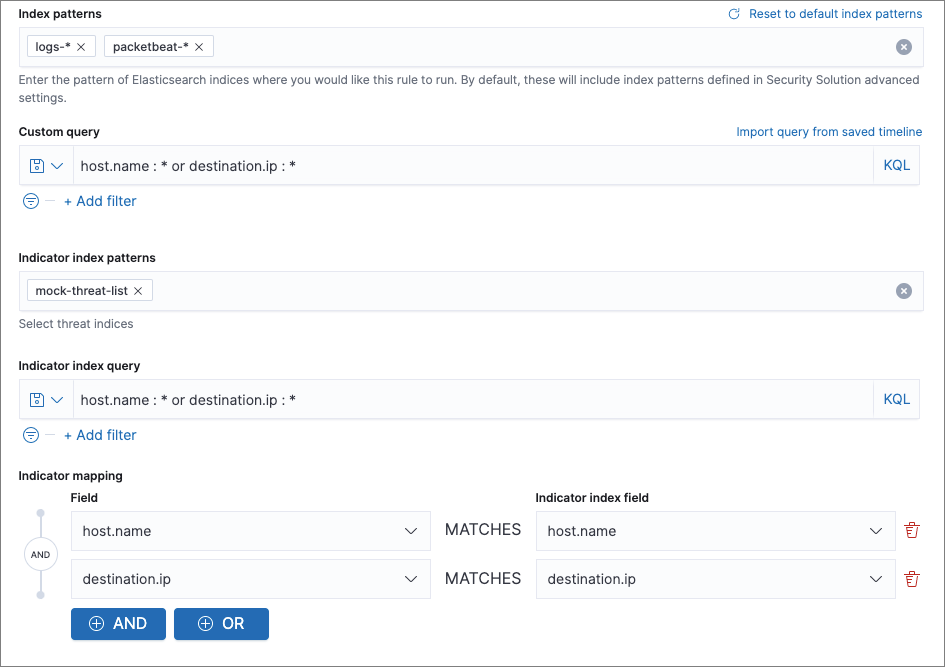 Index patterns
Reset to default index patterns
logs-*
packetbeat-*
Enter the pattern of Elasticsearch indices where you would like this rule to run. By default, these will include index patterns defined in Security Solution advanced
settings.
Custom query
Import query from saved timeline
host.name : * or destination.ip : *
KQL
+ Add filter
Indicator index patterns
mock-threat-list
Select threat indices
Indicator index query
host.name : * or destination.ip : *
KQL
+ Add filter
Indicator mapping
Field
Indicator index field
host.name
MATCHES
host.name
AND
destination.ip
MATCHES
destination.ip
AND
OR